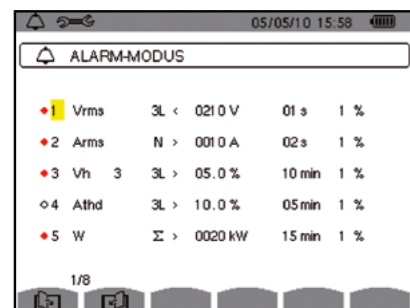 05/05/10 15:58
ALARM-MODUS
1 Vrms 3L < 0210 V 01 s 1 %
2 Arms N > 0010 A 02 s 1 %
3 Vh 3 3L > 05.0 % 10 min 1 %
4 Athd 3L > 10.0 % 05 min 1 %
5 W Σ > 0020 kW 15 min 1 %
1/8